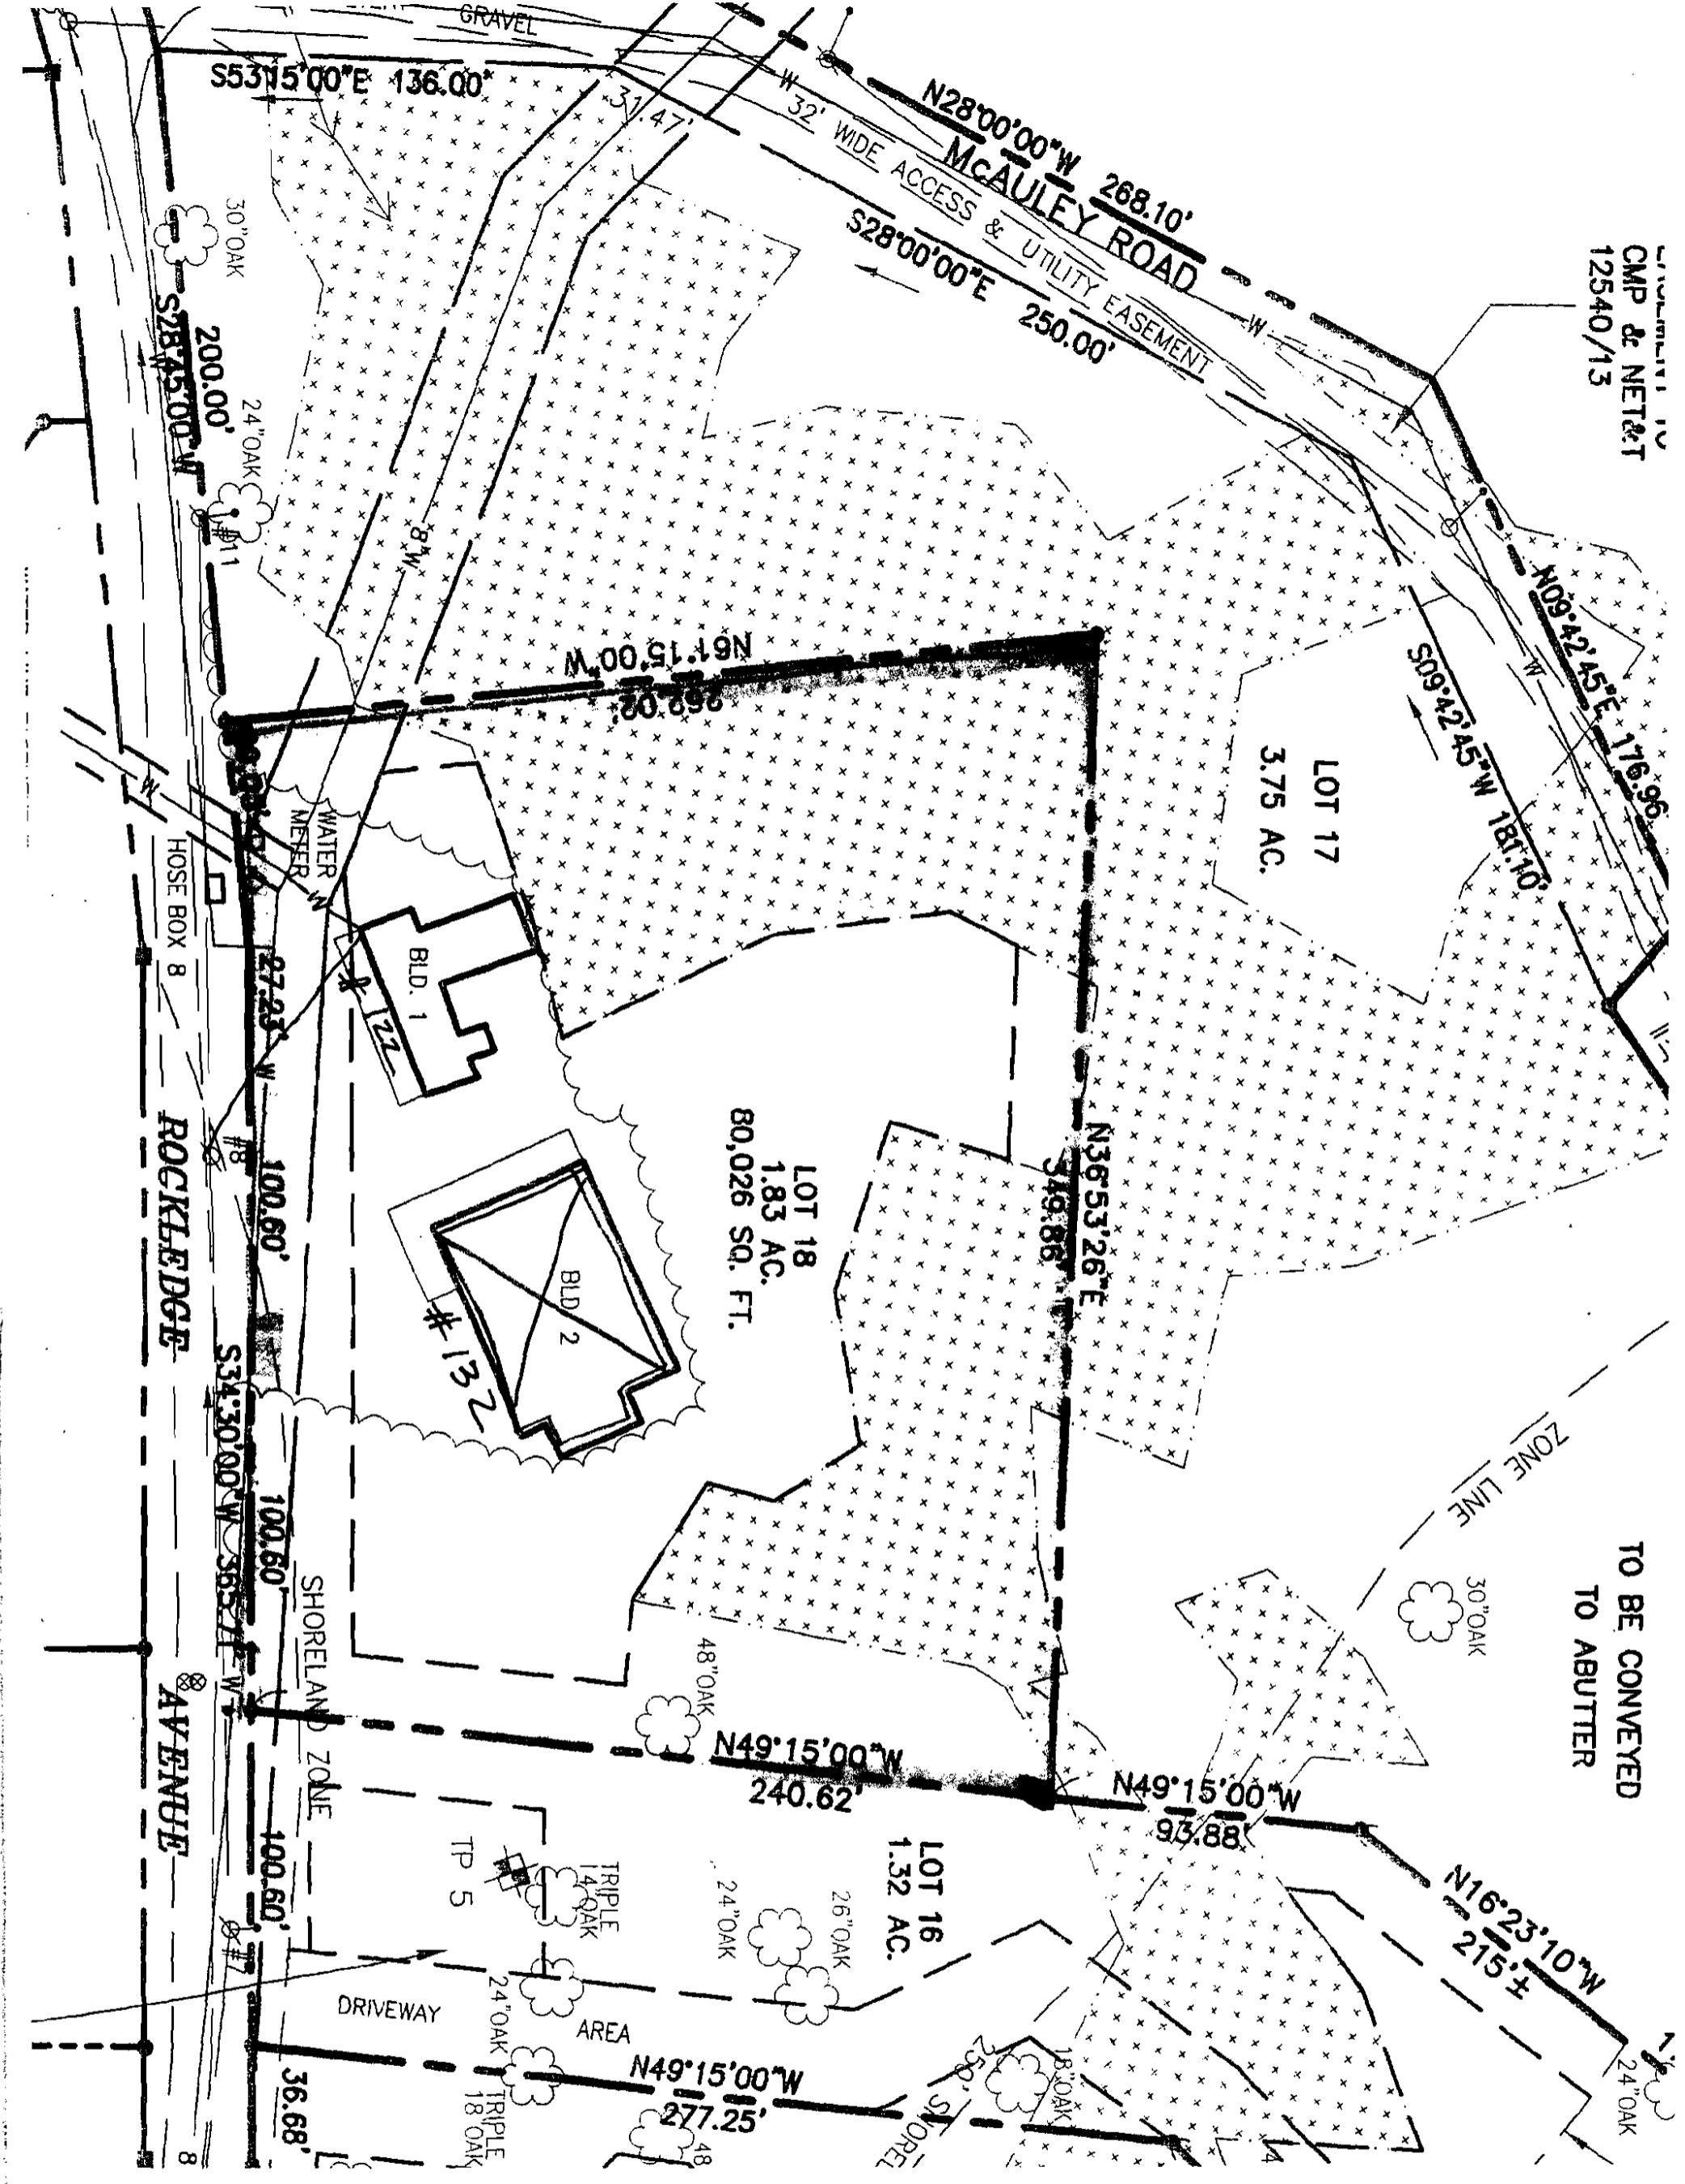 GRAVEL
S53°15'00"E 136.00'
31.47'
W
32' WIDE ACCESS & UTILITY EASEMENT
N28°00'00"W 268.10'
McAULEY ROAD
S28°00'00"E 250.00'
W
CMP & NET&T
12540/13
30"OAK
200.00'
S28°45'00"W
W
24"OAK
#11
8"W
N61°15'00"W
262.02'
N09°42'45"E 176.96'
W
S09°42'45"W 181.10'
LOT 17
3.75 AC.
WATER
METER
W
W
HOSE BOX 8
27.23'
W
BLD. 1
# 122
LOT 18
1.83 AC.
80,026 SQ. FT.
N36°53'26"E
349.86'
#8
100.60'
BLD. 2
# 132
ROCKLEDGE AVENUE
S34°30'00"W
100.60'
W
SHORELAND ZONE
ZONE LINE
30"OAK
TO BE CONVEYED
TO ABUTTER
48"OAK
N49°15'00"W
240.62'
N49°15'00"W
93.88'
N16°23'10"W
215'±
LOT 16
1.32 AC.
TP 5
TRIPLE
14"OAK
24"OAK
26"OAK
100.60'
#7
DRIVEWAY
AREA
24"OAK
18"OAK
24"OAK
N49°15'00"W
277.25'
TRIPLE
18"OAK
48
250' SHOREL
36.68'
8